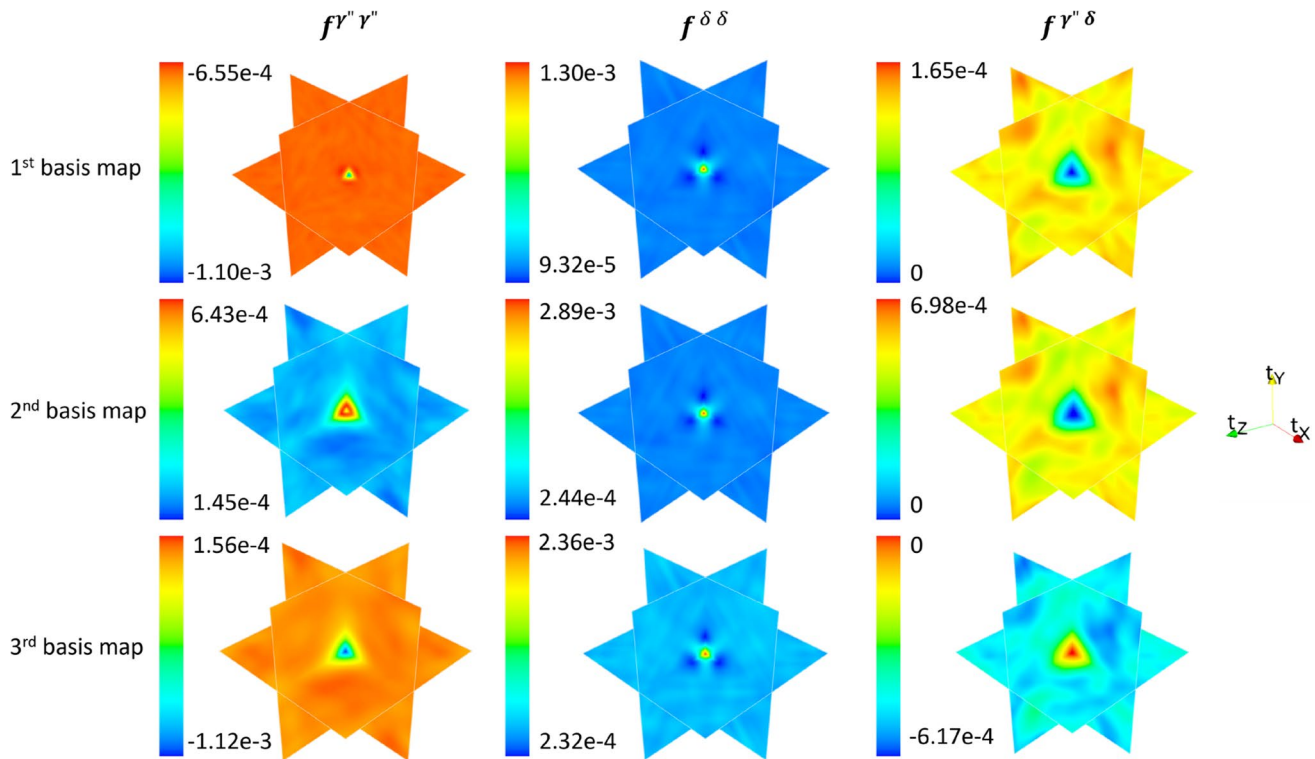 f γ" γ" f δ δ f γ" δ
-6.55e-4 1.30e-3 1.65e-4
1st basis map
-1.10e-3 9.32e-5 0
6.43e-4 2.89e-3 6.98e-4
2nd basis map
tY
tZ tX
1.45e-4 2.44e-4 0
1.56e-4 2.36e-3 0
3rd basis map
-1.12e-3 2.32e-4 -6.17e-4